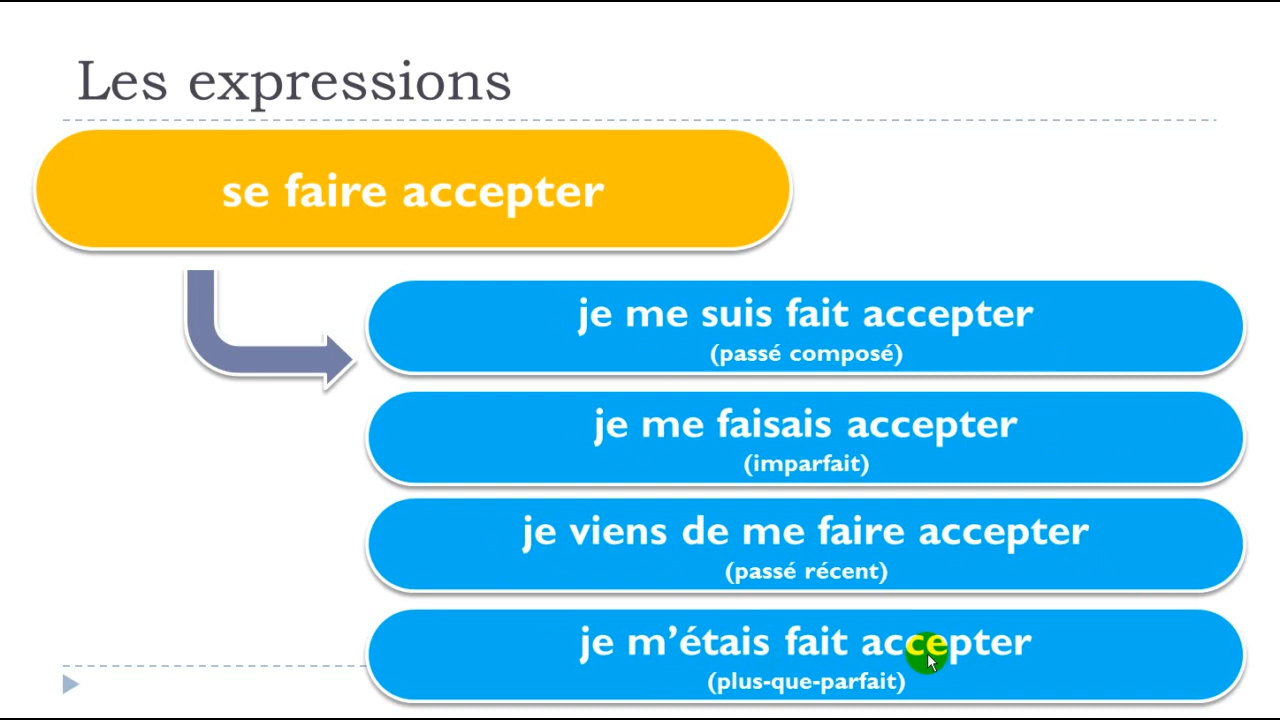 Les expressions
se faire accepter
je me suis fait accepter
(passé composé)
je me faisais accepter
(imparfait)
je viens de me faire accepter
(passé récent)
je m’étais fait accepter
(plus-que-parfait)